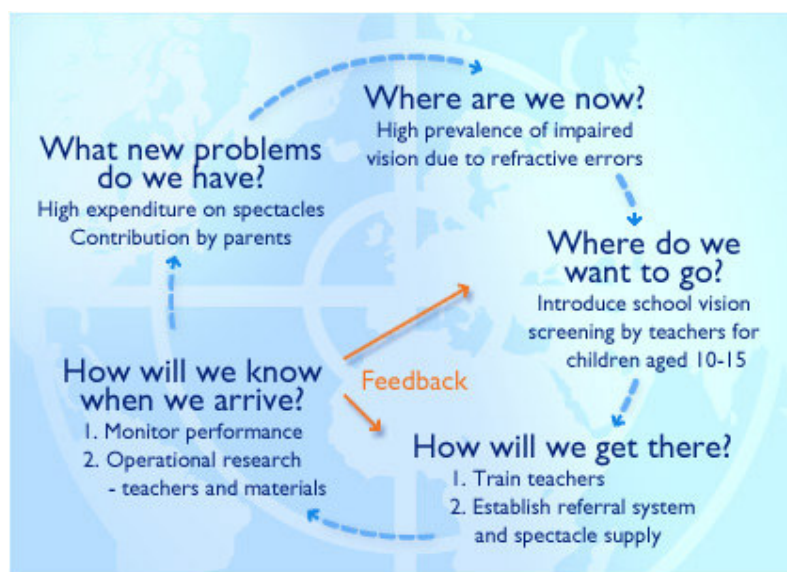 Where are we now?
High prevalence of impaired
vision due to refractive errors
Where do we
want to go?
Introduce school vision
screening by teachers for
children aged 10-15
How will we get there?
1. Train teachers
2. Establish referral system
and spectacle supply
How will we know
when we arrive?
1. Monitor performance
2. Operational research
- teachers and materials
What new problems
do we have?
High expenditure on spectacles
Contribution by parents
Feedback